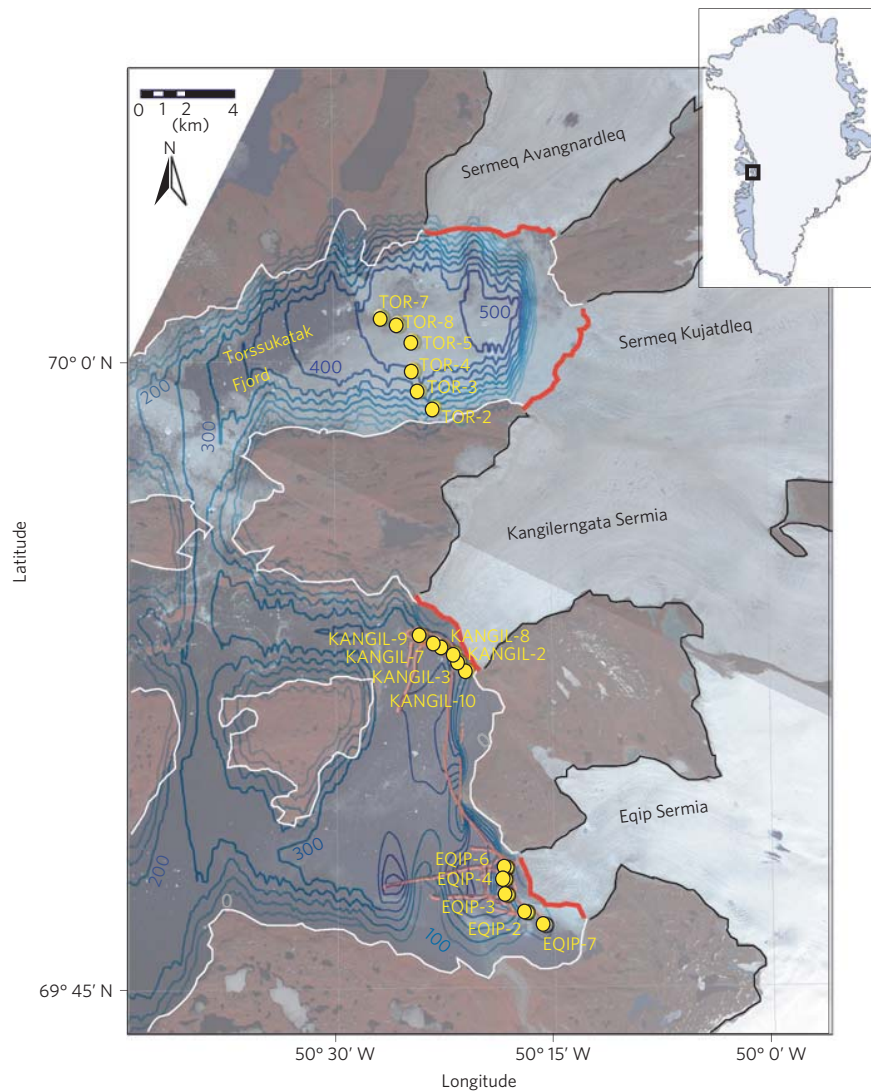 0 1 2 4
(km)
N
Sermeq Avangnardleq
TOR-7
TOR-8
500
TOR-5
Sermeq Kujatdleq
Torssukatak
Fjord
70° 0′ N
400
TOR-4
200
TOR-3
TOR-2
300
Kangilerngata Sermia
Latitude
KANGIL-9
KANGIL-8
KANGIL-7
KANGIL-2
KANGIL-3
KANGIL-10
0
Eqip Sermia
300
200
EQIP-6
EQIP-4
0
EQIP-3
EQIP-2
100
EQIP-7
69° 45′ N
50° 30′ W
50° 15′ W
50° 0′ W
Longitude